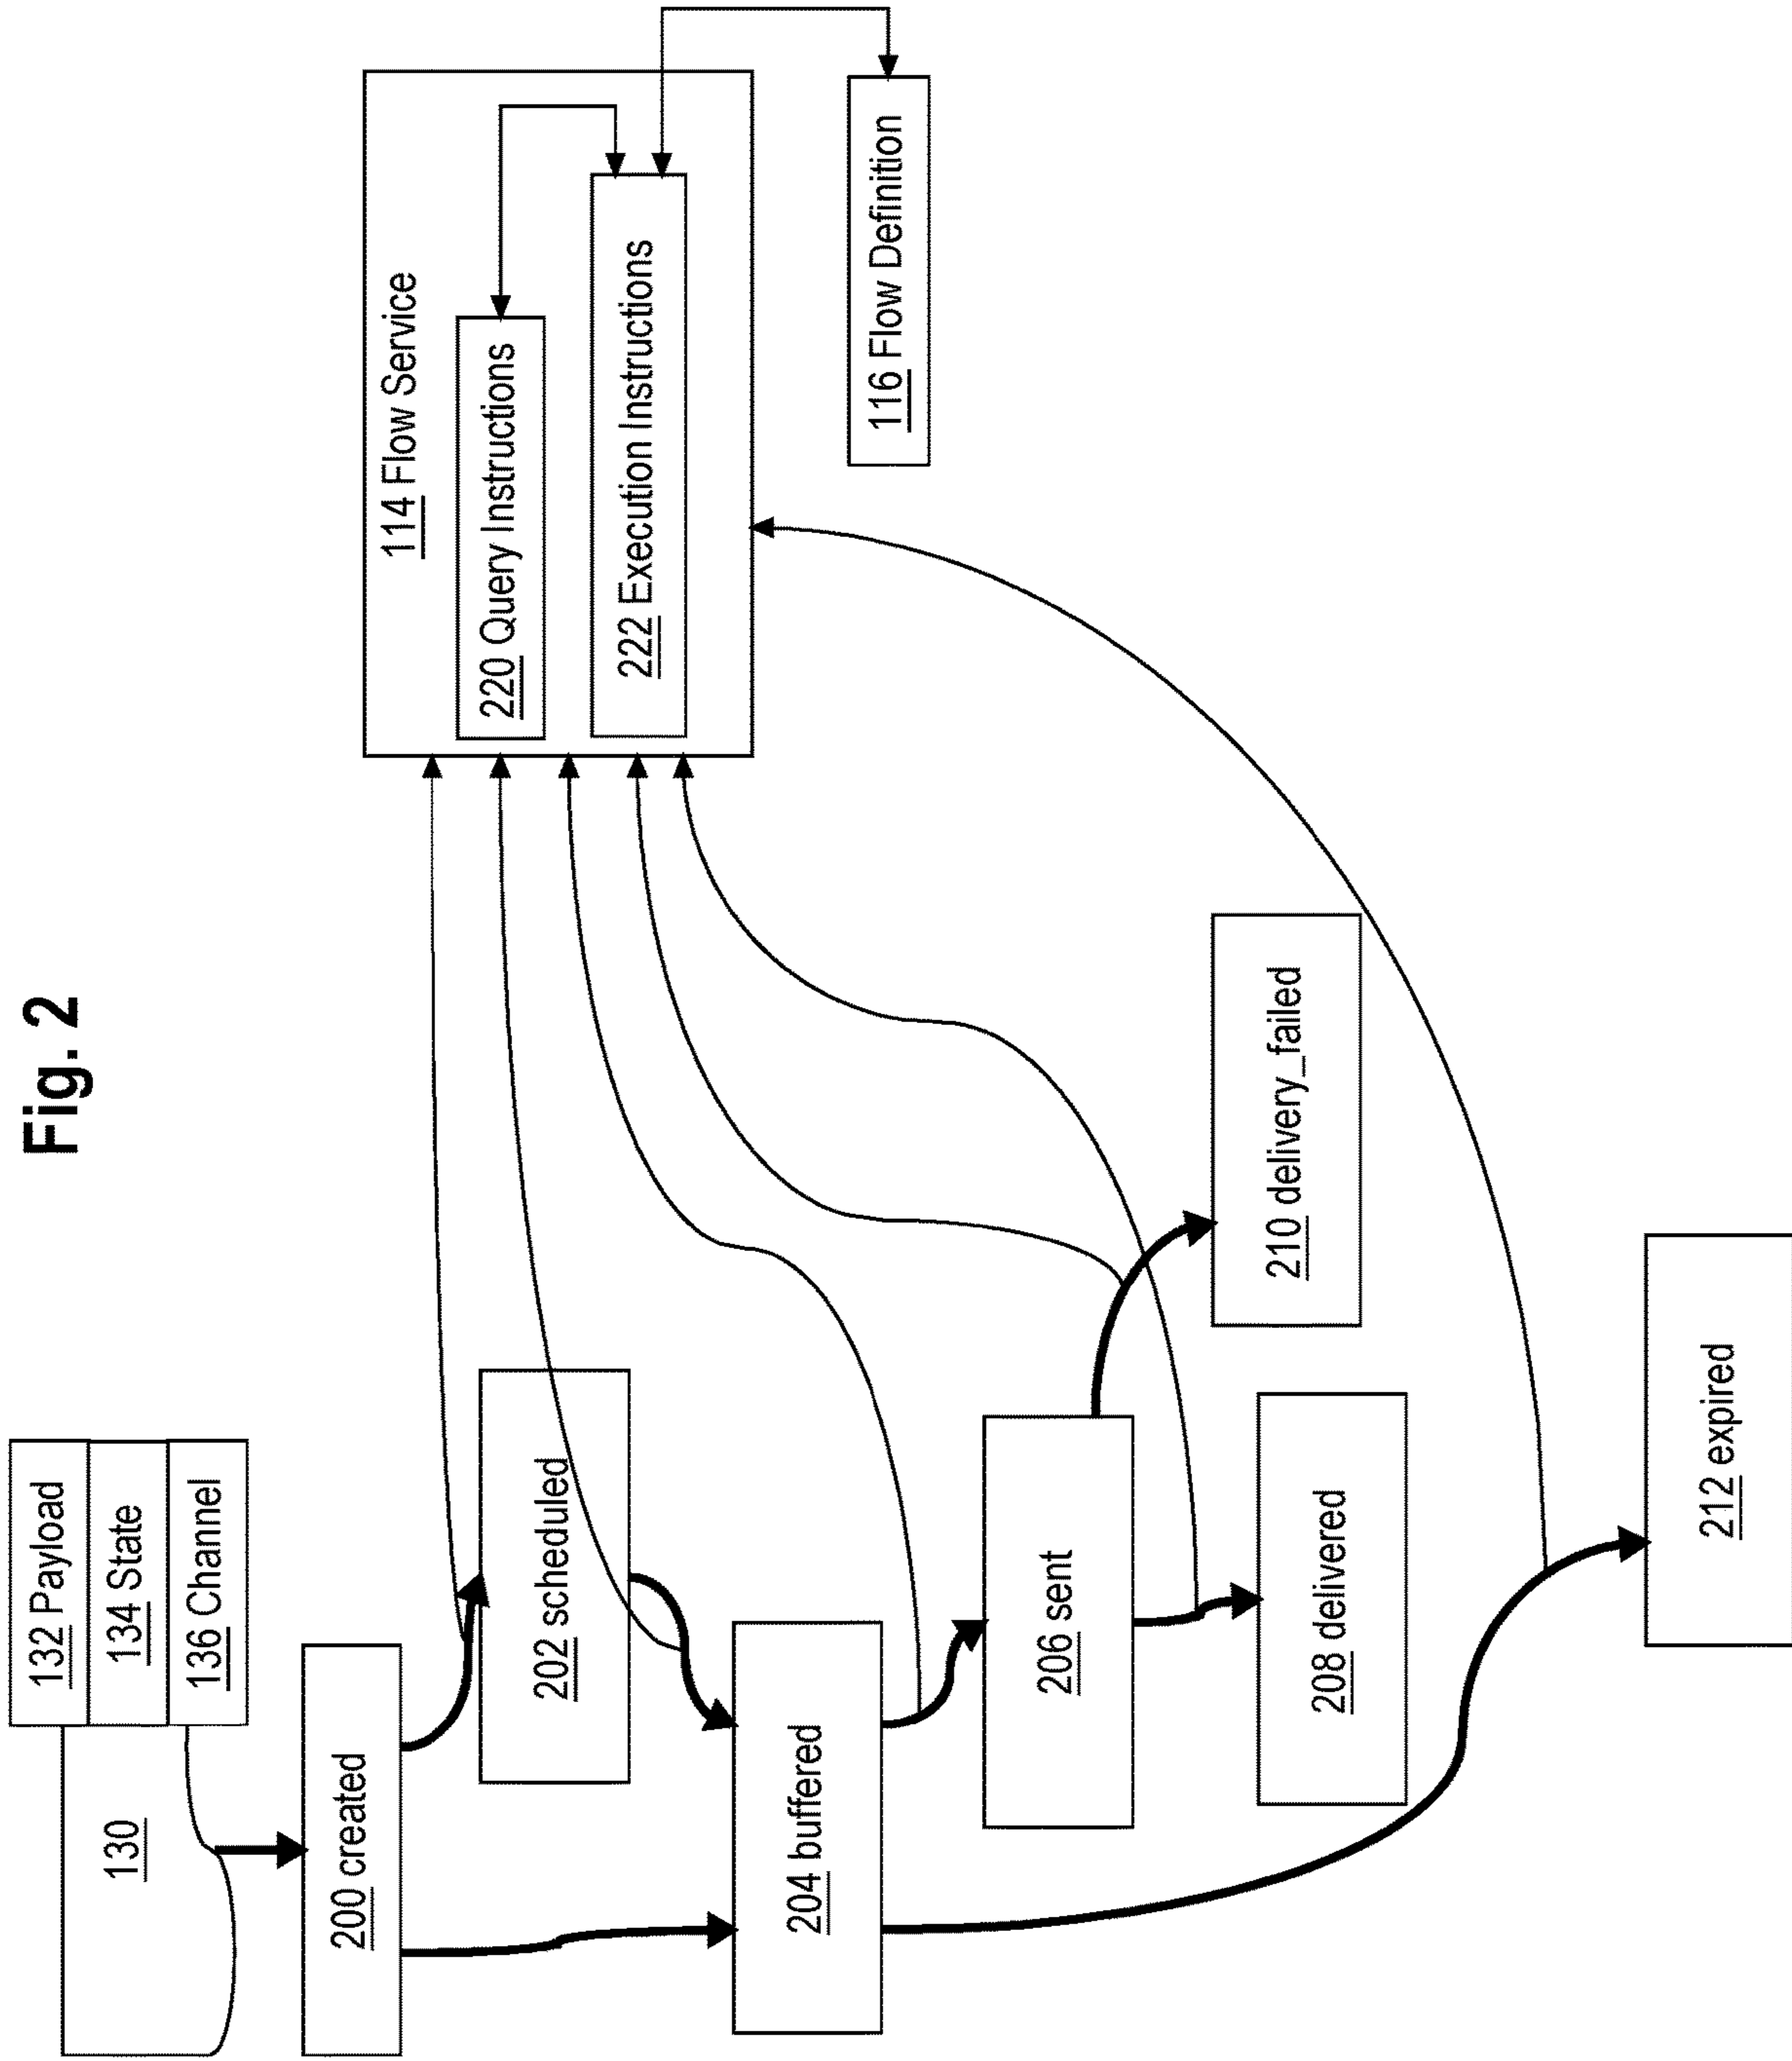 Fig. 2
132 Payload
134 State
136 Channel
130
200 created
202 scheduled
204 buffered
206 sent
208 delivered
210 delivery_failed
212 expired
114 Flow Service
220 Query Instructions
222 Execution Instructions
116 Flow Definition